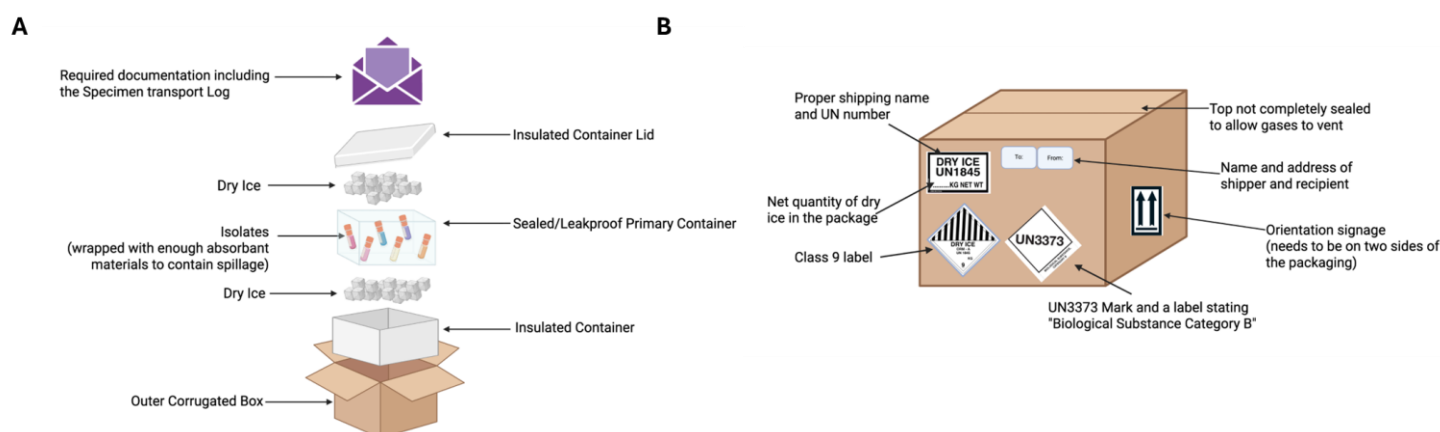 A
Required documentation including
the Specimen transport Log
Insulated Container Lid
Dry Ice
Isolates
(wrapped with enough absorbant
materials to contain spillage)
Sealed/Leakproof Primary Container
Dry Ice
Insulated Container
Outer Corrugated Box
B
Proper shipping name
and UN number
Top not completely sealed
to allow gases to vent
DRY ICE
UN1845
KG NET WT
To:
From:
Name and address of
shipper and recipient
Net quantity of dry
ice in the package
Orientation signage
(needs to be on two sides of
the packaging)
Class 9 label
DRY ICE
9
UN3373
UN3373 Mark and a label stating
"Biological Substance Category B"